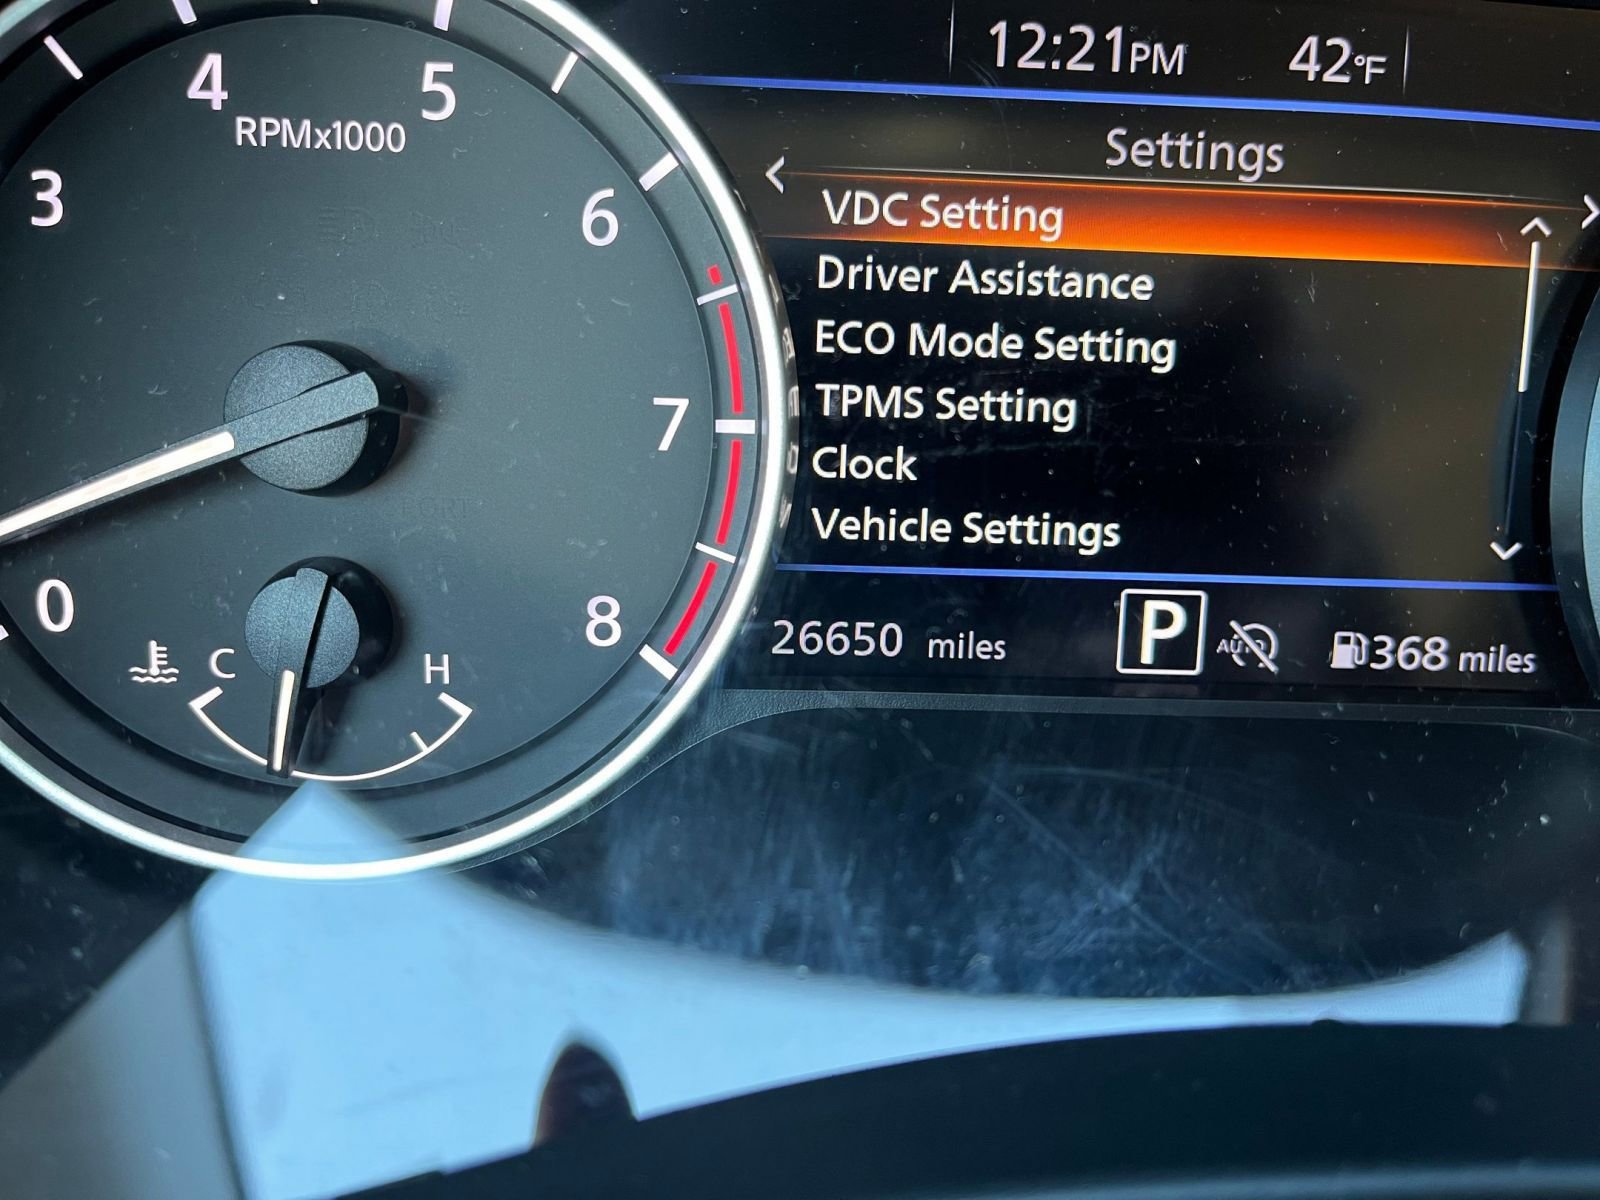 12:21PM 42°F
Settings
VDC Setting
Driver Assistance
ECO Mode Setting
TPMS Setting
Clock
Vehicle Settings
26650 miles P AUTO 368 miles
4 5
RPMx1000
3 6
7
0 8
C H